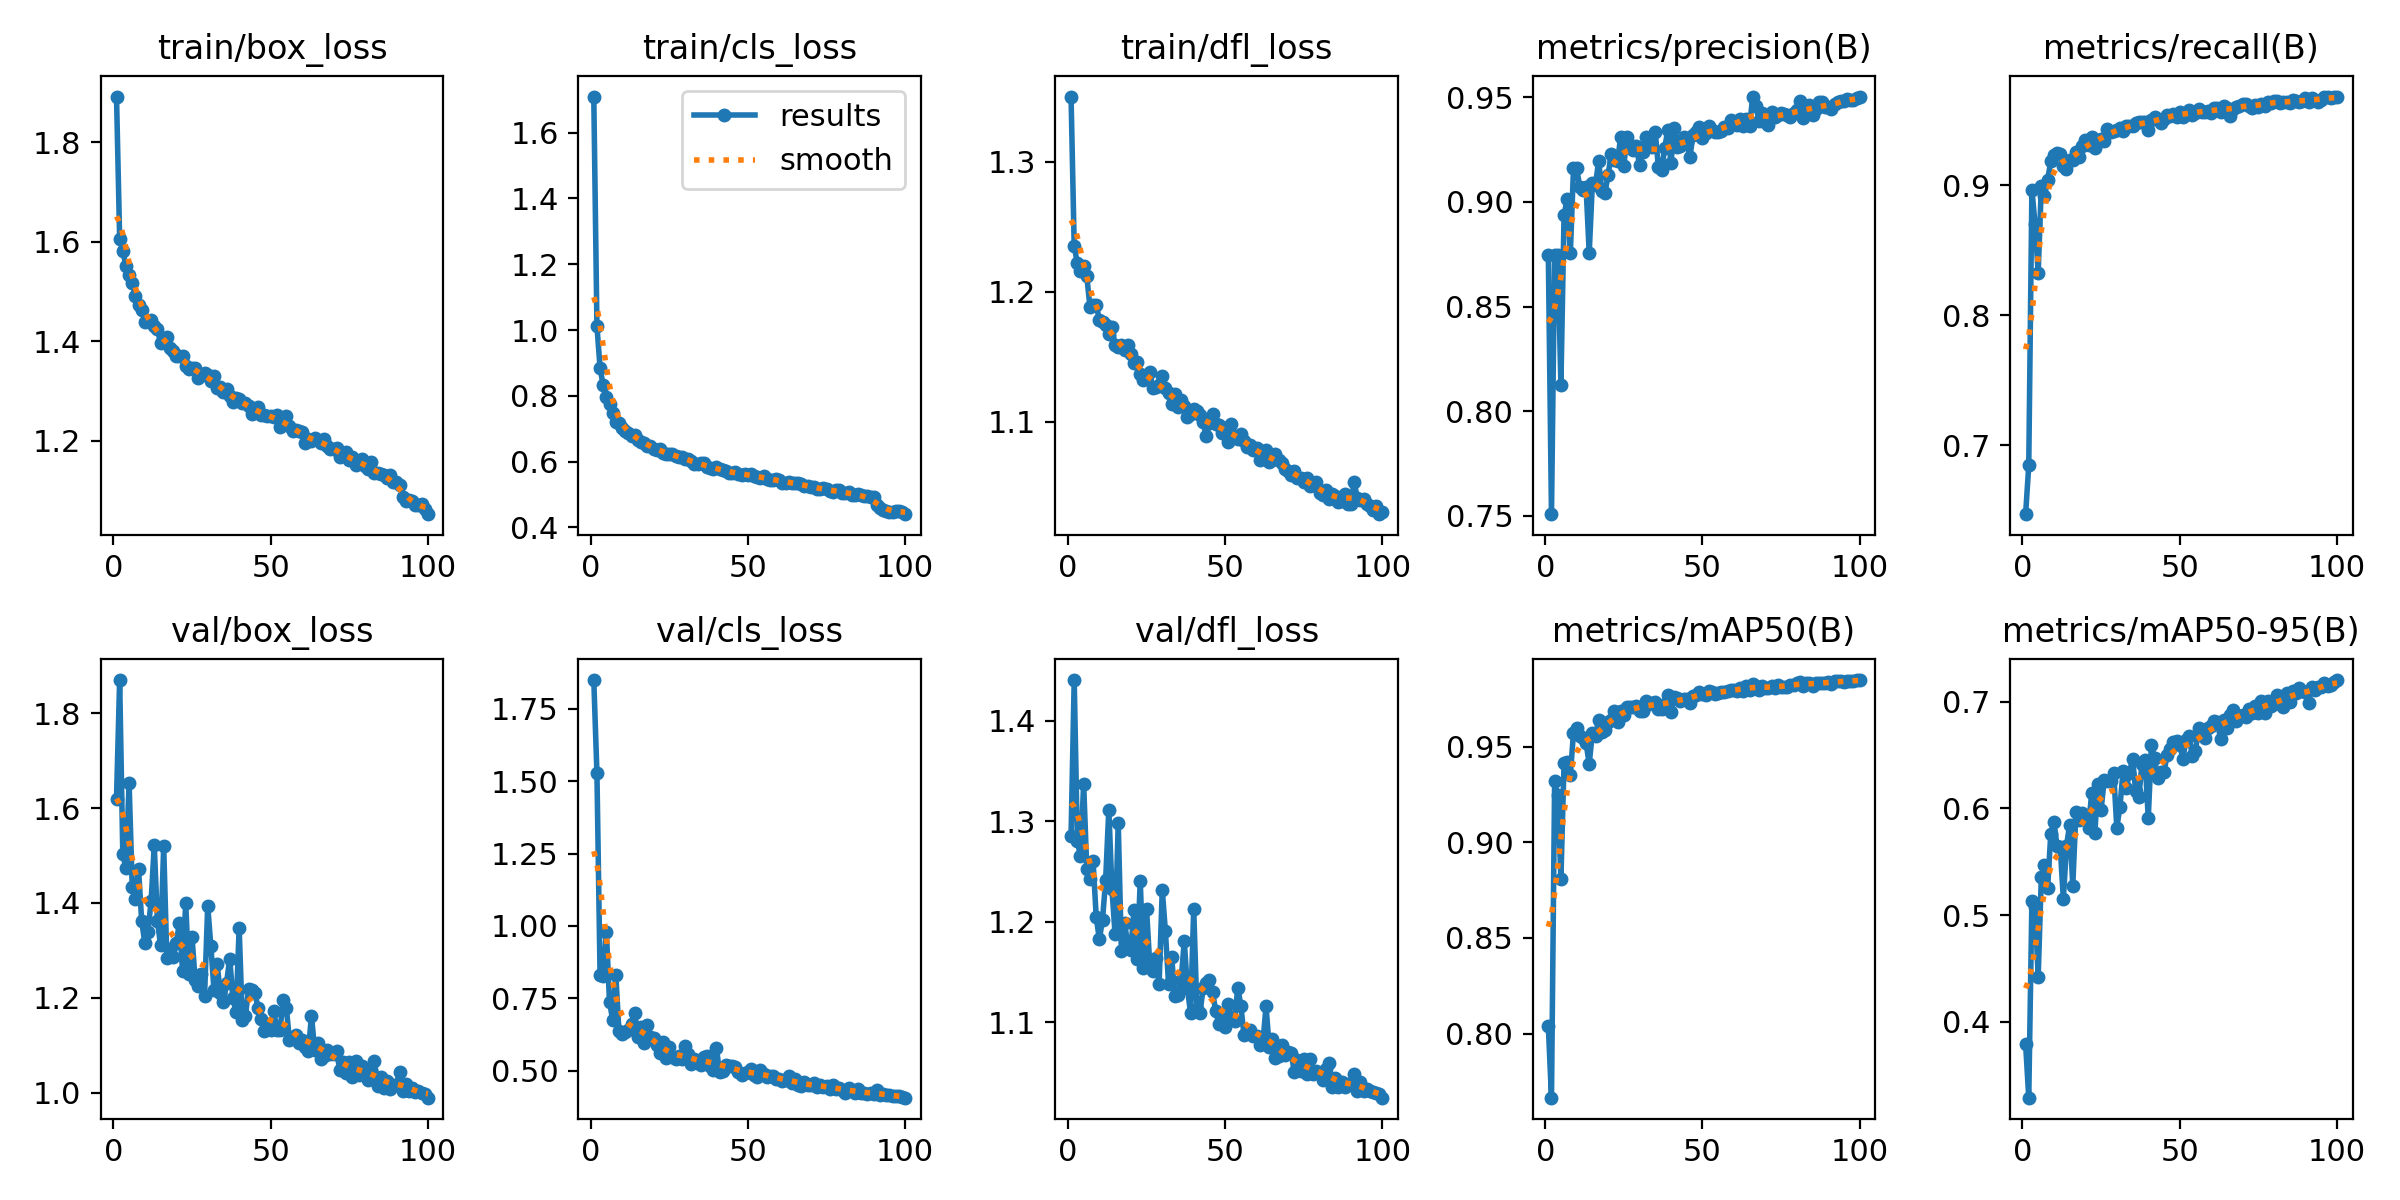 train/box_loss
1.8
1.6
1.4
1.2
0 50 100
train/cls_loss
results
smooth
1.6
1.4
1.2
1.0
0.8
0.6
0.4
0 50 100
train/dfl_loss
1.3
1.2
1.1
0 50 100
metrics/precision(B)
0.95
0.90
0.85
0.80
0.75
0 50 100
metrics/recall(B)
0.9
0.8
0.7
0 50 100
val/box_loss
1.8
1.6
1.4
1.2
1.0
0 50 100
val/cls_loss
1.75
1.50
1.25
1.00
0.75
0.50
0 50 100
val/dfl_loss
1.4
1.3
1.2
1.1
0 50 100
metrics/mAP50(B)
0.95
0.90
0.85
0.80
0 50 100
metrics/mAP50-95(B)
0.7
0.6
0.5
0.4
0 50 100